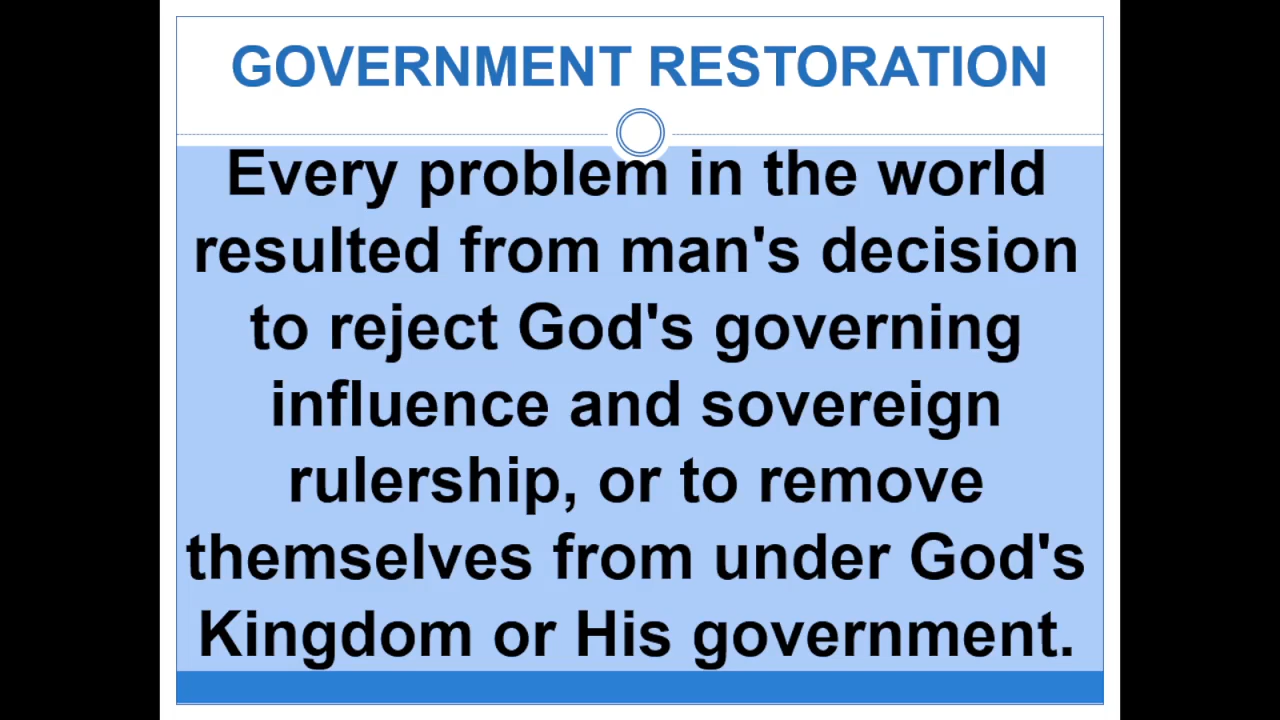 GOVERNMENT RESTORATION
Every problem in the world
resulted from man's decision
to reject God's governing
influence and sovereign
rulership, or to remove
themselves from under God's
Kingdom or His government.